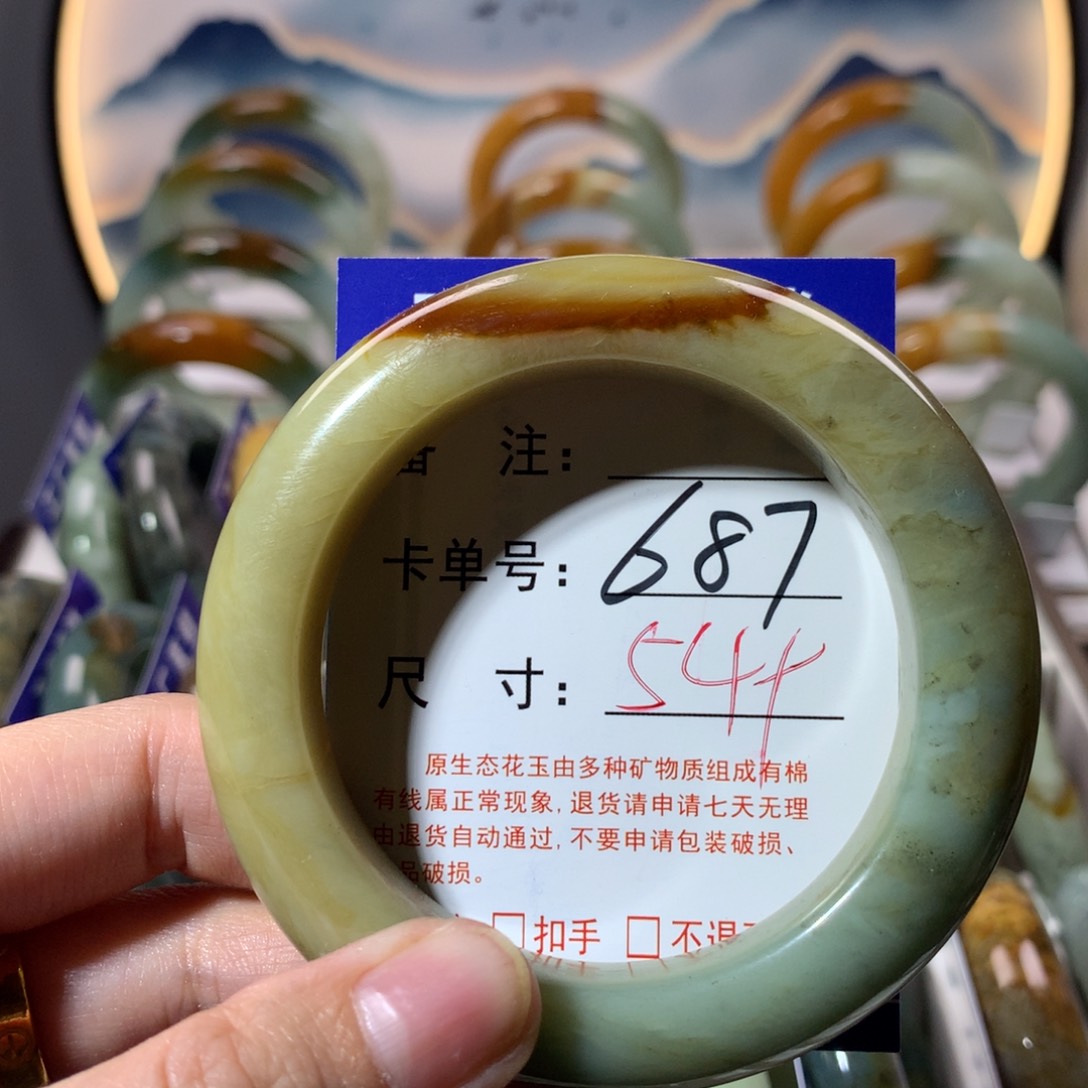 备 注：
卡单号：687
尺 寸：544
原生态花玉由多种矿物质组成有棉
有线属正常现象，退货请申请七天无理
由退货自动通过，不要申请包装破损、
品破损。
□扣手 □不退